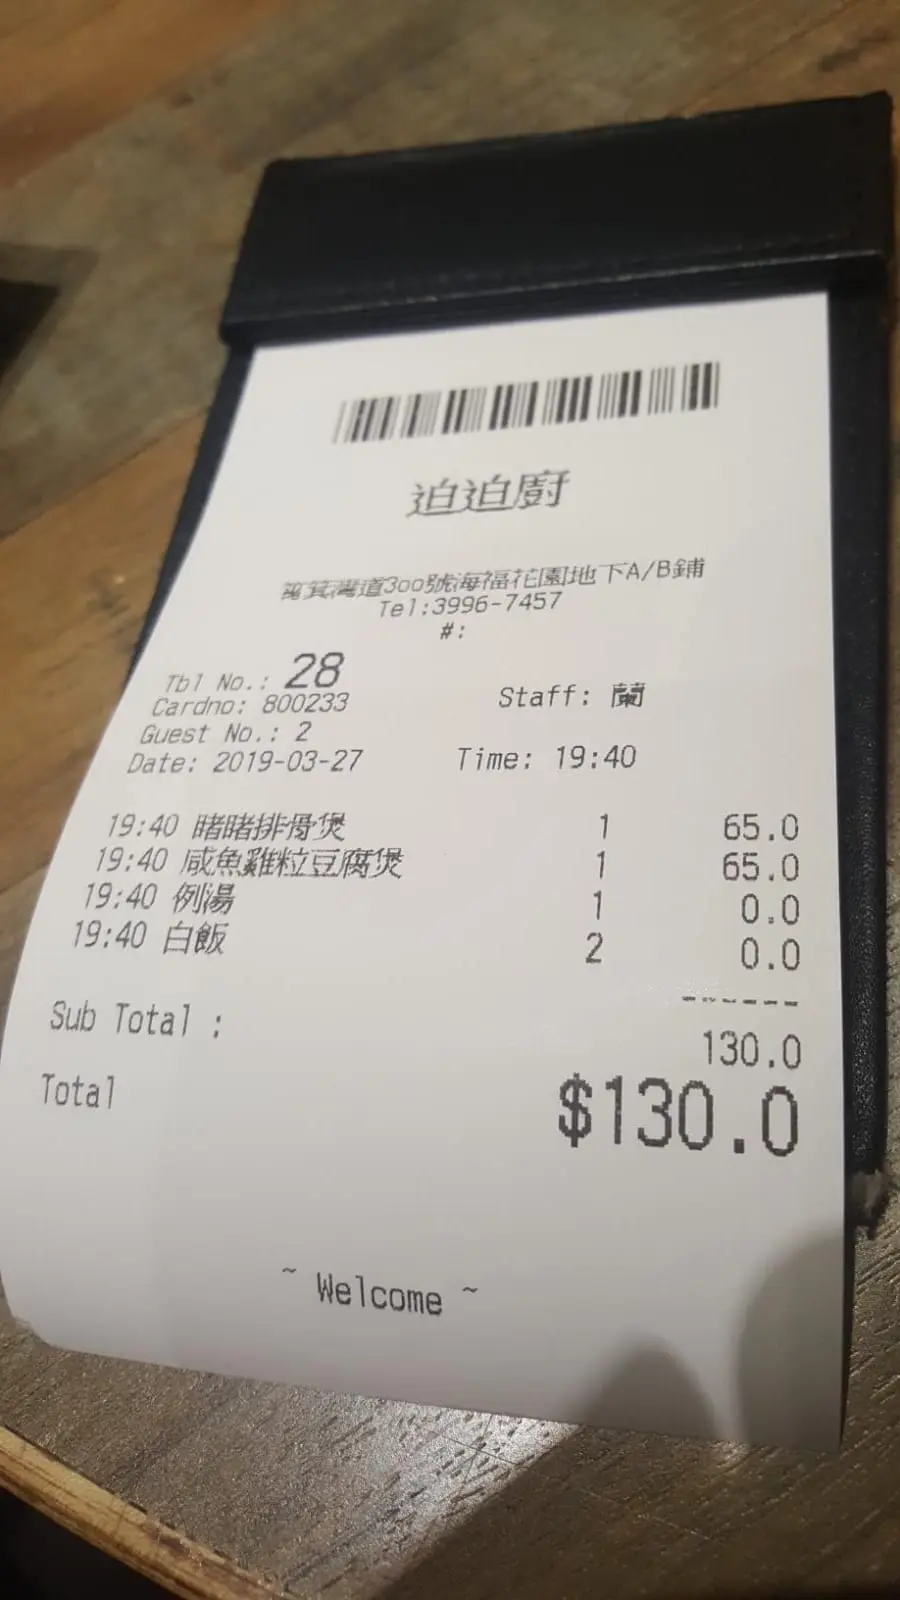 迫迫廚
筲箕灣道3oo號海福花園地下A/B鋪
Tel:3996-7457
#:
Tbl No.: 28
Cardno: 800233 Staff: 蘭
Guest No.: 2
Date: 2019-03-27 Time: 19:40
19:40 啫啫排骨煲 1 65.0
19:40 咸魚雞粒豆腐煲 1 65.0
19:40 例湯 1 0.0
19:40 白飯 2 0.0
------
Sub Total : 130.0
Total $130.0
~ Welcome ~